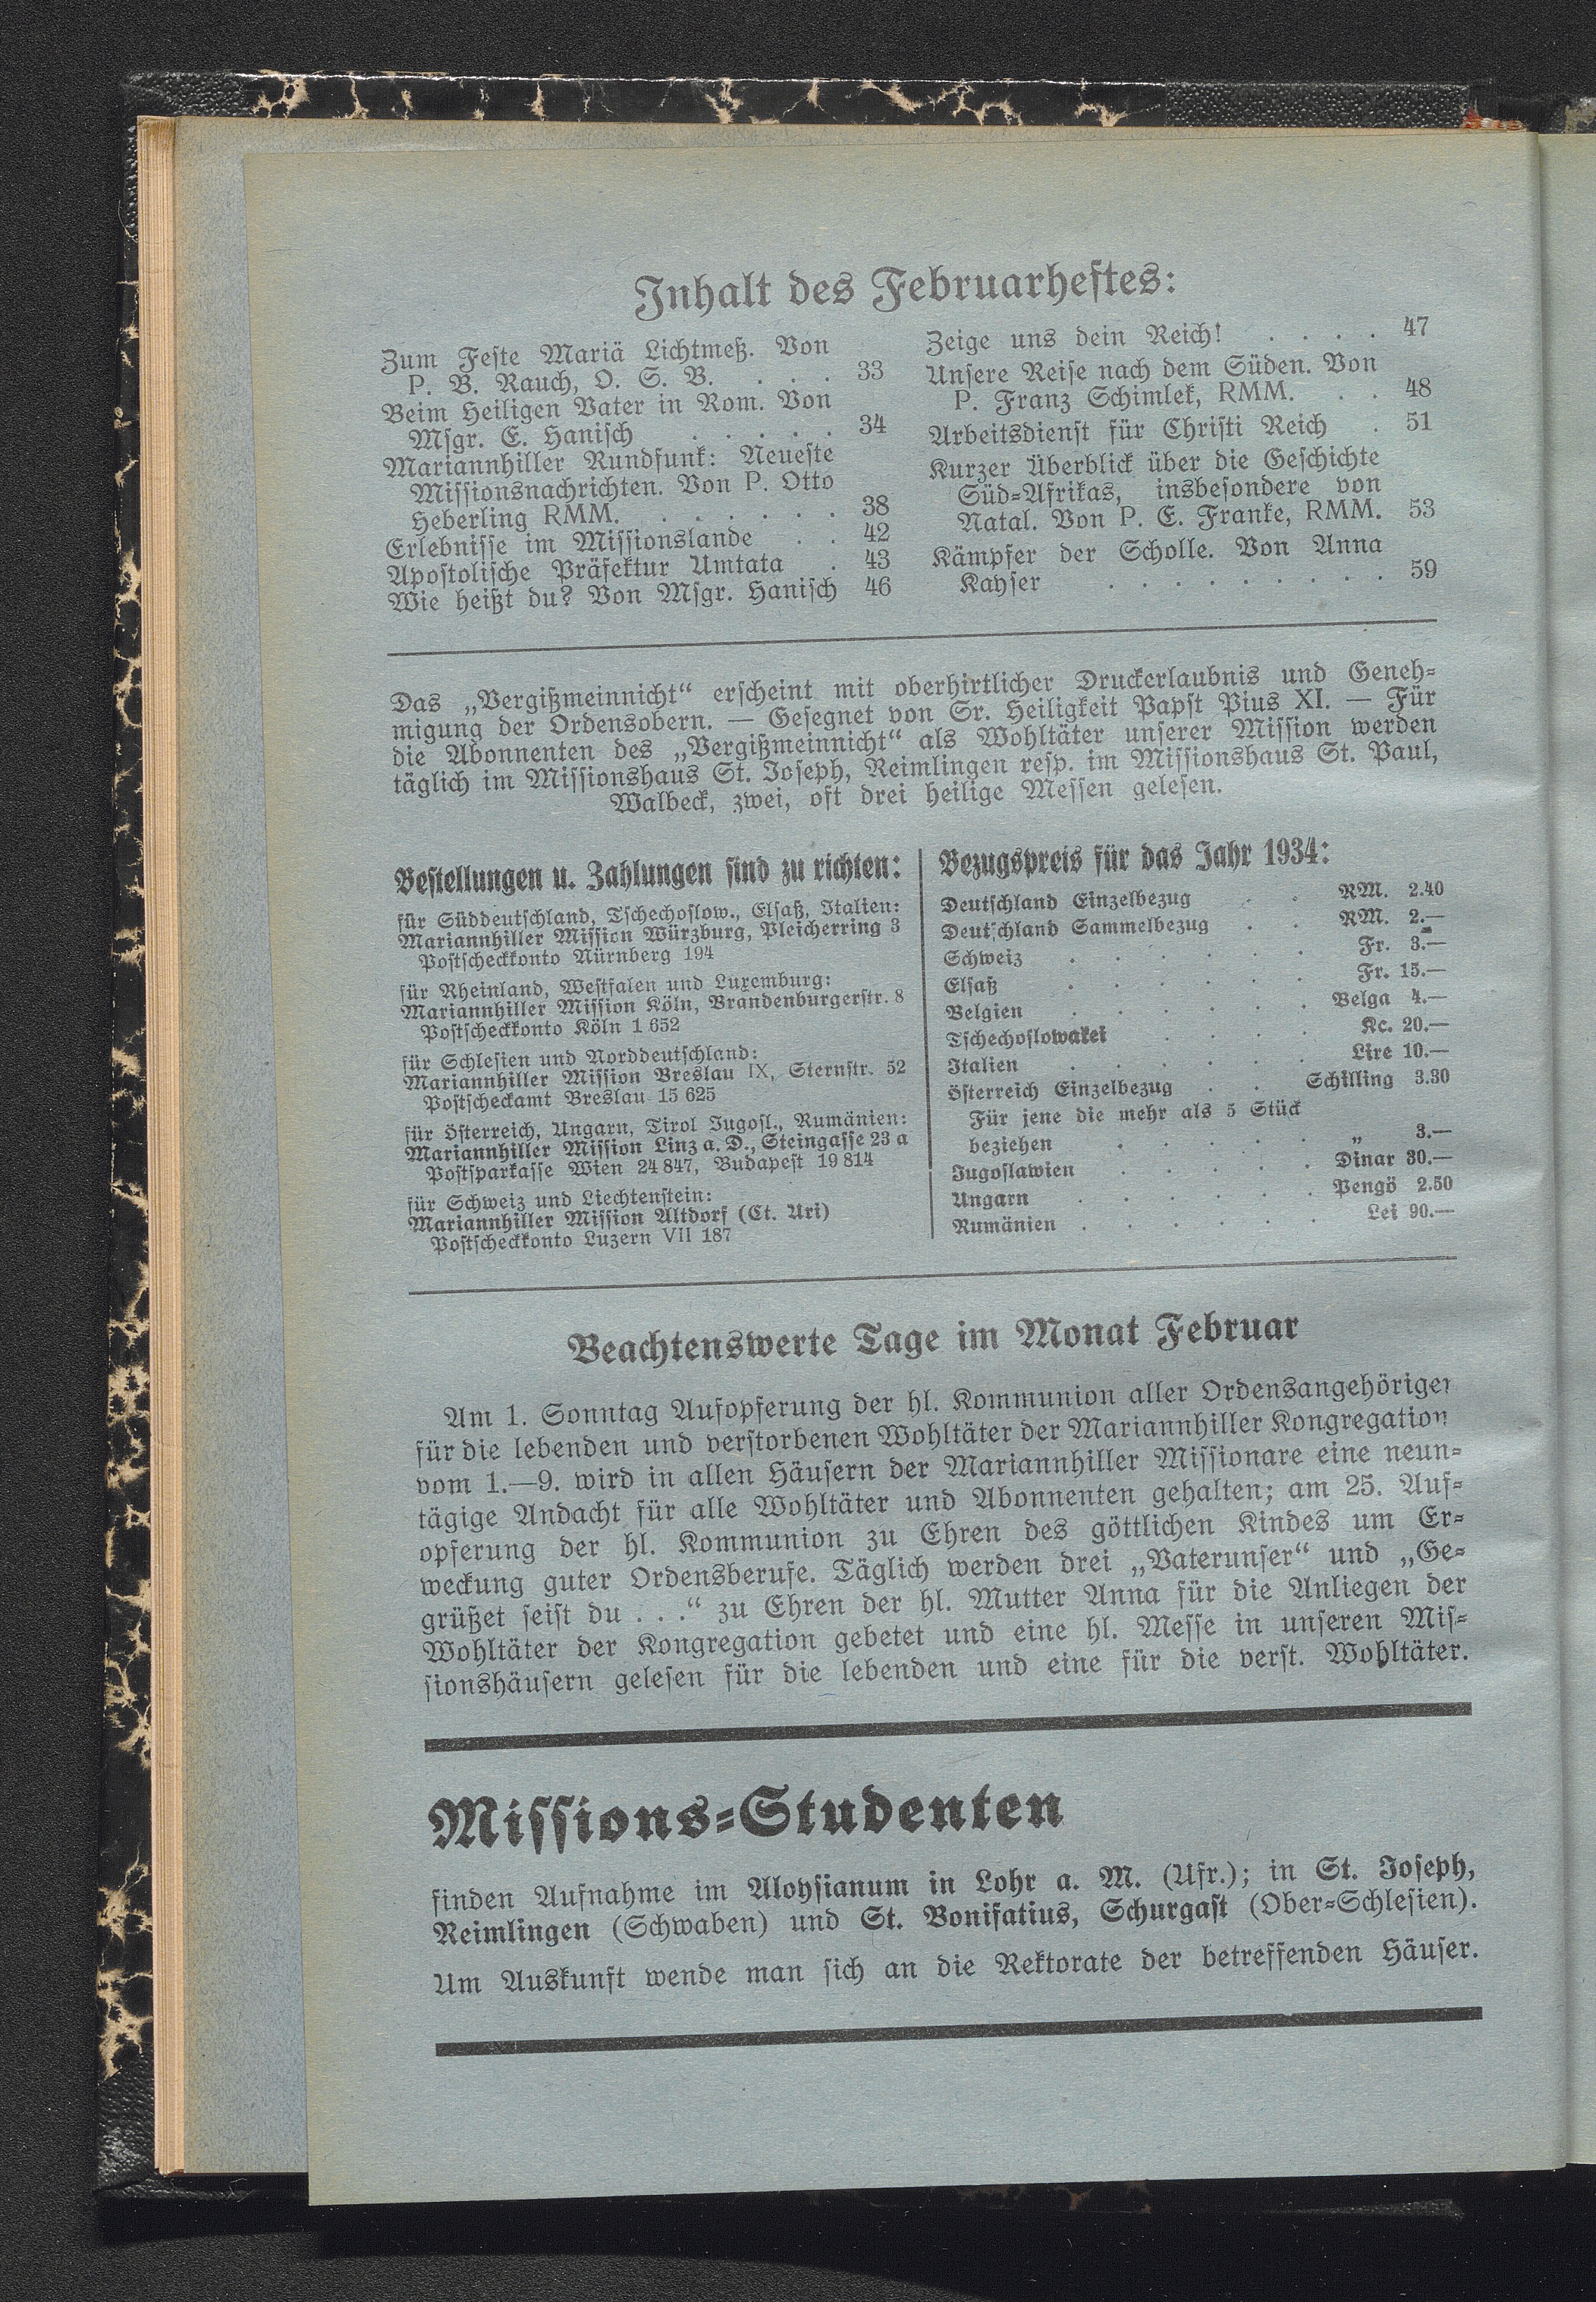 Inhalt des Februarheftes:
Zum Feste Mariä Lichtmeß. Von
P. B. Rauch, O. S. B. . . . 33
Beim Heiligen Vater in Rom. Von
Msgr. E. Hanisch . . . . . 34
Mariannhiller Rundfunk: Neueste
Missionsnachrichten. Von P. Otto
Heberling RMM. . . . . . . 38
Erlebnisse im Missionslande . . 42
Apostolische Präfektur Umtata . 43
Wie heißt du? Von Msgr. Hanisch 46
Zeige uns dein Reich! . . . . 47
Unsere Reise nach dem Süden. Von
P. Franz Schimlek, RMM. . . 48
Arbeitsdienst für Christi Reich . 51
Kurzer Überblick über die Geschichte
Süd-Afrikas, insbesondere von
Natal. Von P. E. Franke, RMM. 53
Kämpfer der Scholle. Von Anna
Kayser . . . . . . . . . 59
Das „Vergißmeinnicht“ erscheint mit oberhirtlicher Druckerlaubnis und Geneh-
migung der Ordensobern. — Gesegnet von Sr. Heiligkeit Papst Pius XI. — Für
die Abonnenten des „Vergißmeinnicht“ als Wohltäter unserer Mission werden
täglich im Missionshaus St. Joseph, Reimlingen resp. im Missionshaus St. Paul,
Walbeck, zwei, oft drei heilige Messen gelesen.
Bestellungen u. Zahlungen sind zu richten:
für Süddeutschland, Tschechoslow., Elsaß, Italien:
Mariannhiller Mission Würzburg, Pleicherring 3
Postscheckkonto Nürnberg 194
für Rheinland, Westfalen und Luxemburg:
Mariannhiller Mission Köln, Brandenburgerstr. 8
Postscheckkonto Köln 1 652
für Schlesien und Norddeutschland:
Mariannhiller Mission Breslau IX, Sternstr. 52
Postscheckamt Breslau 15 625
für Österreich, Ungarn, Tirol Jugosl., Rumänien:
Mariannhiller Mission Linz a. D., Steingasse 23 a
Postsparkasse Wien 24 847, Budapest 19 814
für Schweiz und Liechtenstein:
Mariannhiller Mission Altdorf (Ct. Uri)
Postscheckkonto Luzern VII 187
Bezugspreis für das Jahr 1934:
Deutschland Einzelbezug . . RM. 2.40
Deutschland Sammelbezug . . RM. 2.—
Schweiz . . . . . . Fr. 3.—
Elsaß . . . . . . Fr. 15.—
Belgien . . . . . . Belga 4.—
Tschechoslowakei . . . . Kc. 20.—
Italien . . . . . . Lire 10.—
Österreich Einzelbezug . . Schilling 3.30
Für jene die mehr als 5 Stück
beziehen . . . . . „ 3.—
Jugoslawien . . . . . Dinar 30.—
Ungarn . . . . . . Pengö 2.50
Rumänien . . . . . . Lei 90.—
Beachtenswerte Tage im Monat Februar
Am 1. Sonntag Aufopferung der hl. Kommunion aller Ordensangehörigen
für die lebenden und verstorbenen Wohltäter der Mariannhiller Kongregation
vom 1.—9. wird in allen Häusern der Mariannhiller Missionare eine neun-
tägige Andacht für alle Wohltäter und Abonnenten gehalten; am 25. Auf-
opferung der hl. Kommunion zu Ehren des göttlichen Kindes um Er-
weckung guter Ordensberufe. Täglich werden drei „Vaterunser“ und „Ge-
grüßet seist du . . .“ zu Ehren der hl. Mutter Anna für die Anliegen der
Wohltäter der Kongregation gebetet und eine hl. Messe in unseren Mis-
sionshäusern gelesen für die lebenden und eine für die verst. Wohltäter.
Missions-Studenten
finden Aufnahme im Aloysianum in Lohr a. M. (Ufr.); in St. Joseph,
Reimlingen (Schwaben) und St. Bonifatius, Schurgast (Ober-Schlesien).
Um Auskunft wende man sich an die Rektorate der betreffenden Häuser.